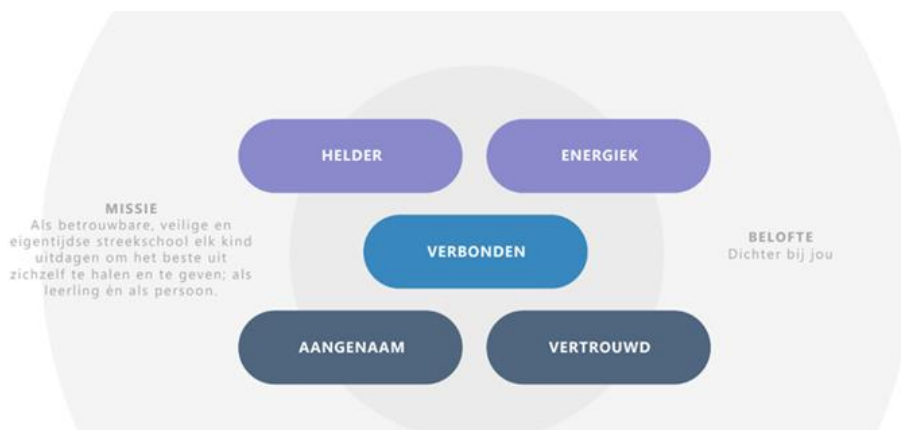 HELDER
ENERGIEK
MISSIE
Als betrouwbare, veilige en
eigentijdse streekschool elk kind
uitdagen om het beste uit
zichzelf te halen en te geven; als
leerling én als persoon.
VERBONDEN
BELOFTE
Dichter bij jou
AANGENAAM
VERTROUWD